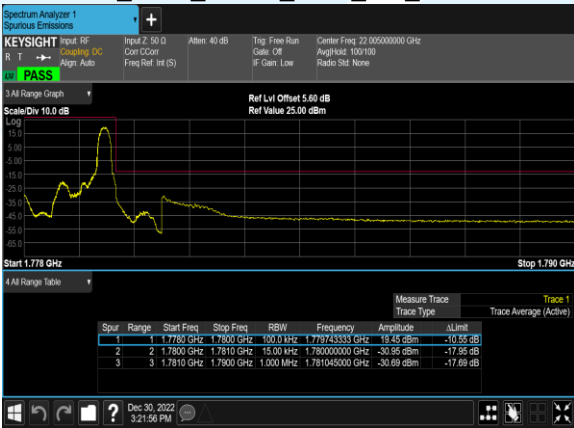 Spectrum Analyzer 1
Spurious Emissions
+
KEYSIGHT Input: RF Input Z: 50 Ω Atten: 40 dB Trig: Free Run Center Freq: 22.005000000 GHz
R T Coupling: DC Corr CCorr Gate: Off Avg|Hold: 100/100
Align: Auto Freq Ref: Int (S) IF Gain: Low Radio Std: None
PASS
3 All Range Graph
Ref Lvl Offset 5.60 dB
Scale/Div 10.0 dB Ref Value 25.00 dBm
Log
15.0
5.00
-5.00
-15.0
-25.0
-35.0
-45.0
-55.0
-65.0
Start 1.778 GHz Stop 1.790 GHz
4 All Range Table
Measure Trace Trace 1
Trace Type Trace Average (Active)
Spur Range Start Freq Stop Freq RBW Frequency Amplitude ΔLimit
1 1 1.7780 GHz 1.7800 GHz 100.0 kHz 1.779743333 GHz 19.45 dBm -10.55 dB
2 2 1.7800 GHz 1.7810 GHz 15.00 kHz 1.780000000 GHz -30.95 dBm -17.95 dB
3 3 1.7810 GHz 1.7900 GHz 1.000 MHz 1.781045000 GHz -30.69 dBm -17.69 dB
? Dec 30, 2022
3:21:56 PM